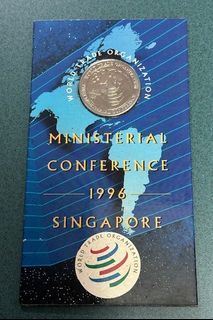 WORLD TRADE ORGANIZATION
MINISTERIAL
CONFERENCE
1996
SINGAPORE
WORLD TRADE ORGANIZATION